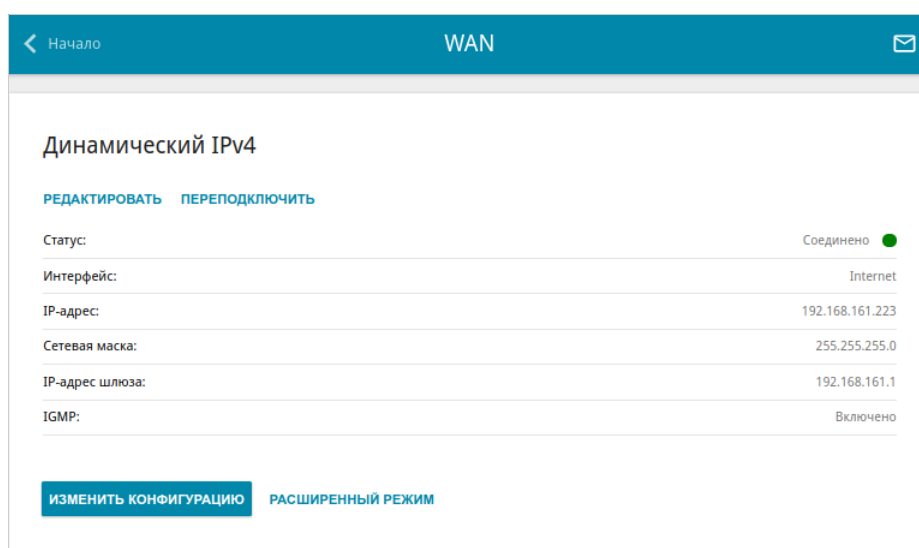 Начало
WAN
Динамический IPv4
РЕДАКТИРОВАТЬ ПЕРЕПОДКЛЮЧИТЬ
Статус: Соединено
Интерфейс: Internet
IP-адрес: 192.168.161.223
Сетевая маска: 255.255.255.0
IP-адрес шлюза: 192.168.161.1
IGMP: Включено
ИЗМЕНИТЬ КОНФИГУРАЦИЮ РАСШИРЕННЫЙ РЕЖИМ